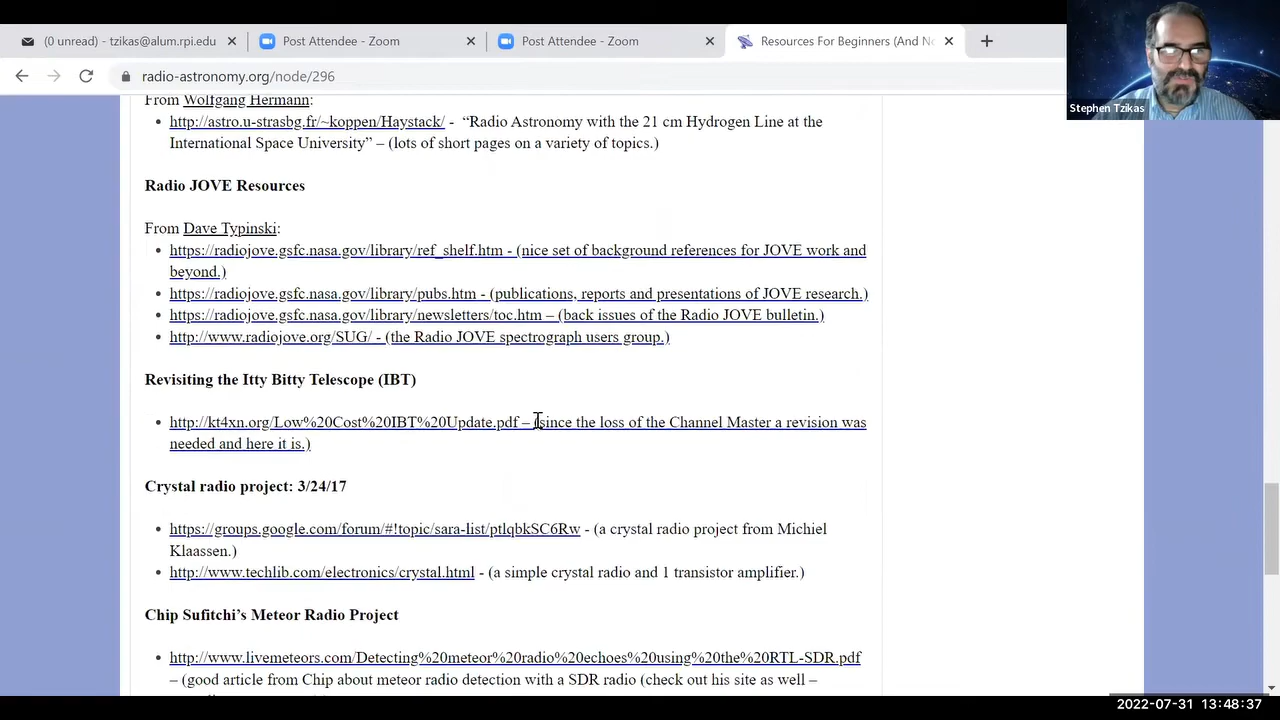 (0 unread) - tzikas@alum.rpi.edu
Post Attendee - Zoom
Post Attendee - Zoom
Resources For Beginners (And No
radio-astronomy.org/node/296
Stephen Tzikas
From Wolfgang Hermann:
http://astro.u-strasbg.fr/~koppen/Haystack/ - “Radio Astronomy with the 21 cm Hydrogen Line at the
International Space University” – (lots of short pages on a variety of topics.)
Radio JOVE Resources
From Dave Typinski:
https://radiojove.gsfc.nasa.gov/library/ref_shelf.htm - (nice set of background references for JOVE work and
beyond.)
https://radiojove.gsfc.nasa.gov/library/pubs.htm - (publications, reports and presentations of JOVE research.)
https://radiojove.gsfc.nasa.gov/library/newsletters/toc.htm – (back issues of the Radio JOVE bulletin.)
http://www.radiojove.org/SUG/ - (the Radio JOVE spectrograph users group.)
Revisiting the Itty Bitty Telescope (IBT)
http://kt4xn.org/Low%20Cost%20IBT%20Update.pdf – (since the loss of the Channel Master a revision was
needed and here it is.)
Crystal radio project: 3/24/17
https://groups.google.com/forum/#!topic/sara-list/ptlqbkSC6Rw - (a crystal radio project from Michiel
Klaassen.)
http://www.techlib.com/electronics/crystal.html - (a simple crystal radio and 1 transistor amplifier.)
Chip Sufitchi’s Meteor Radio Project
http://www.livemeteors.com/Detecting%20meteor%20radio%20echoes%20using%20the%20RTL-SDR.pdf
– (good article from Chip about meteor radio detection with a SDR radio (check out his site as well –
2022-07-31 13:48:37